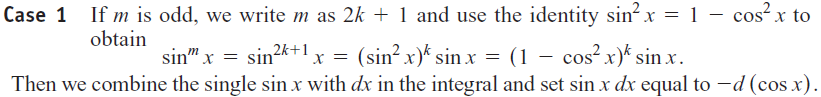 Case 1 If m is odd, we write m as 2k + 1 and use the identity sin² x = 1 − cos² x to
obtain
sinᵐ x = sin²ᵏ⁺¹ x = (sin² x)ᵏ sin x = (1 − cos² x)ᵏ sin x.
Then we combine the single sin x with dx in the integral and set sin x dx equal to −d (cos x).